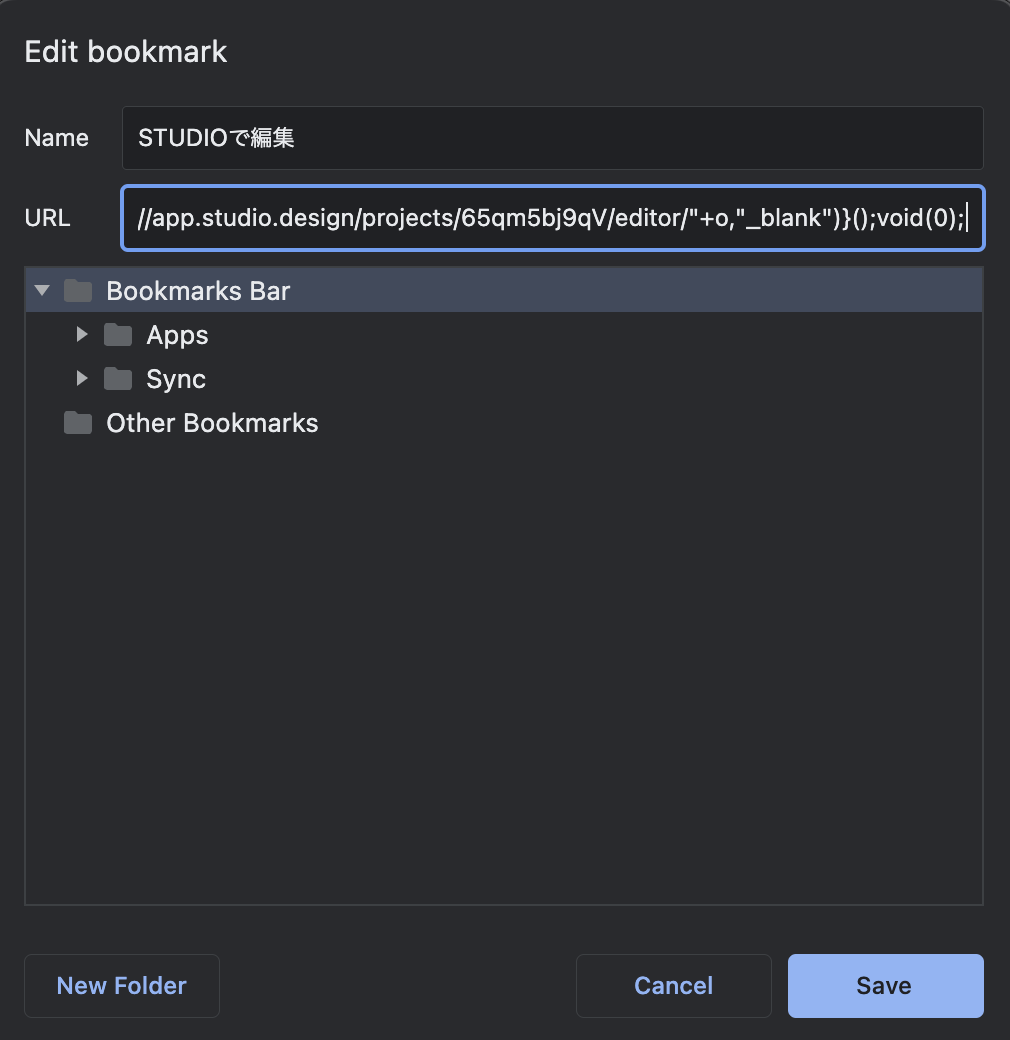 Edit bookmark
Name
STUDIOで編集
URL
//app.studio.design/projects/65qm5bj9qV/editor/"+o,"_blank")}();void(0);
Bookmarks Bar
Apps
Sync
Other Bookmarks
New Folder
Cancel
Save